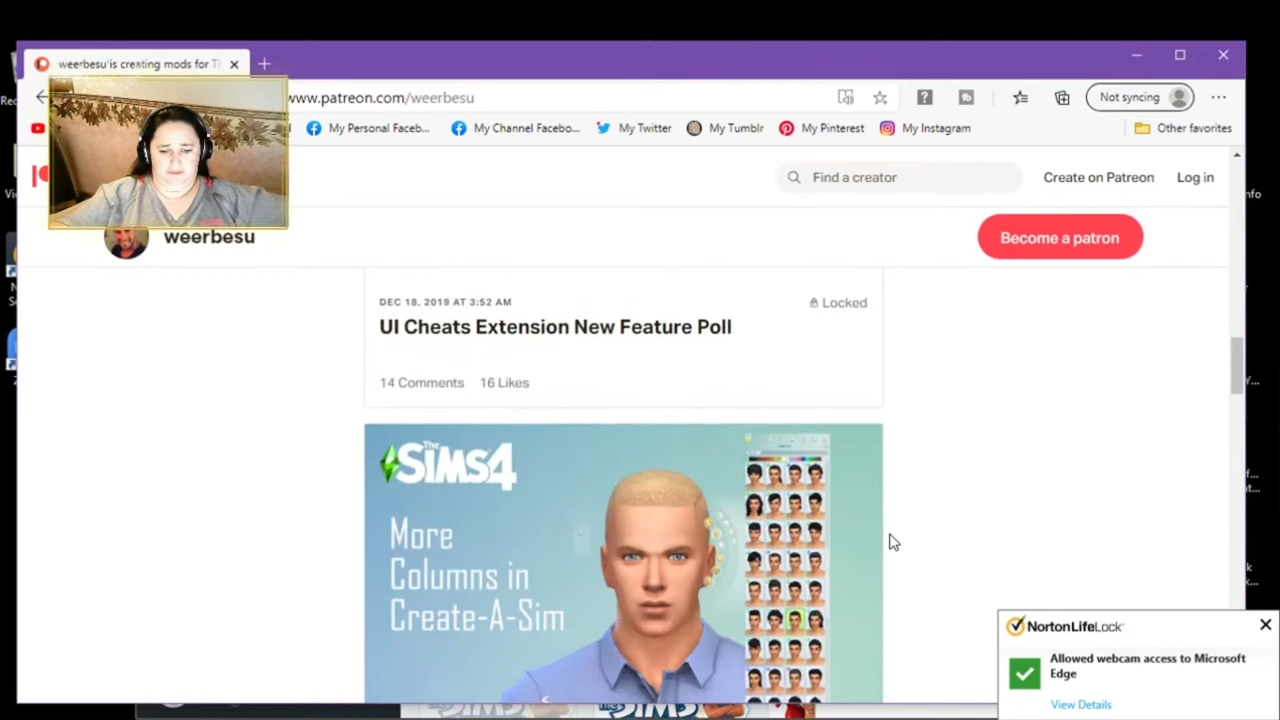 weerbesu is creating mods for T
www.patreon.com/weerbesu
Not syncing
My Personal Faceb...
My Channel Facebo...
My Twitter
My Tumblr
My Pinterest
My Instagram
Other favorites
Find a creator
Create on Patreon
Log in
weerbesu
Become a patron
DEC 18, 2019 AT 3:52 AM
Locked
UI Cheats Extension New Feature Poll
14 Comments 16 Likes
The SiMS4
More
Columns in
Create-A-Sim
NortonLifeLock
Allowed webcam access to Microsoft
Edge
View Details